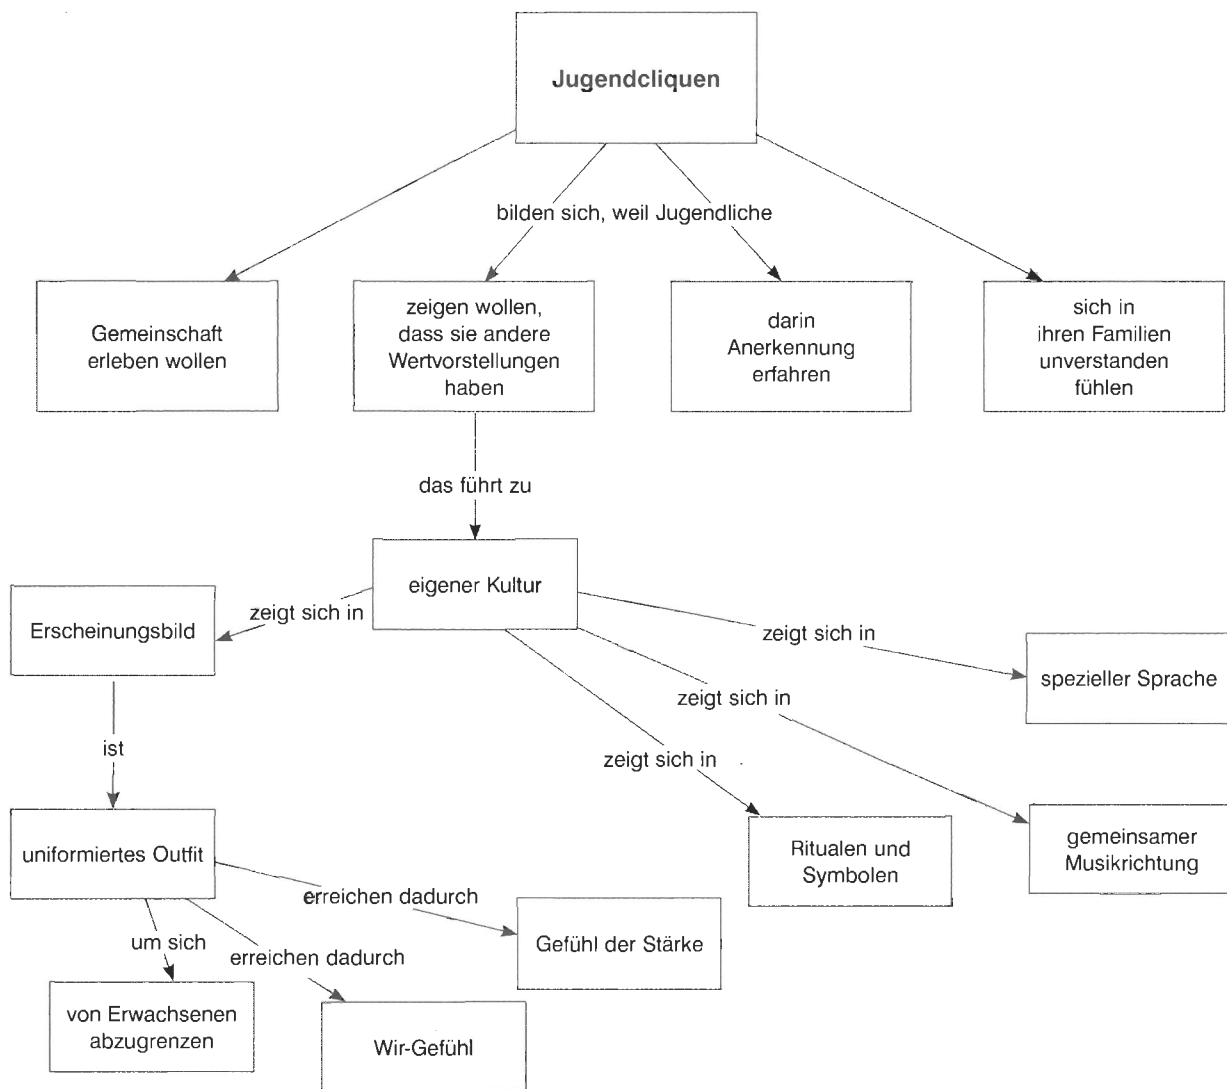 Jugendcliquen
bilden sich, weil Jugendliche
Gemeinschaft
erleben wollen
zeigen wollen,
dass sie andere
Wertvorstellungen
haben
darin
Anerkennung
erfahren
sich in
ihren Familien
unverstanden
fühlen
das führt zu
eigener Kultur
zeigt sich in
Erscheinungsbild
zeigt sich in
spezieller Sprache
zeigt sich in
gemeinsamer
Musikrichtung
zeigt sich in
Ritualen und
Symbolen
ist
uniformiertes Outfit
erreichen dadurch
Gefühl der Stärke
um sich
von Erwachsenen
abzugrenzen
erreichen dadurch
Wir-Gefühl